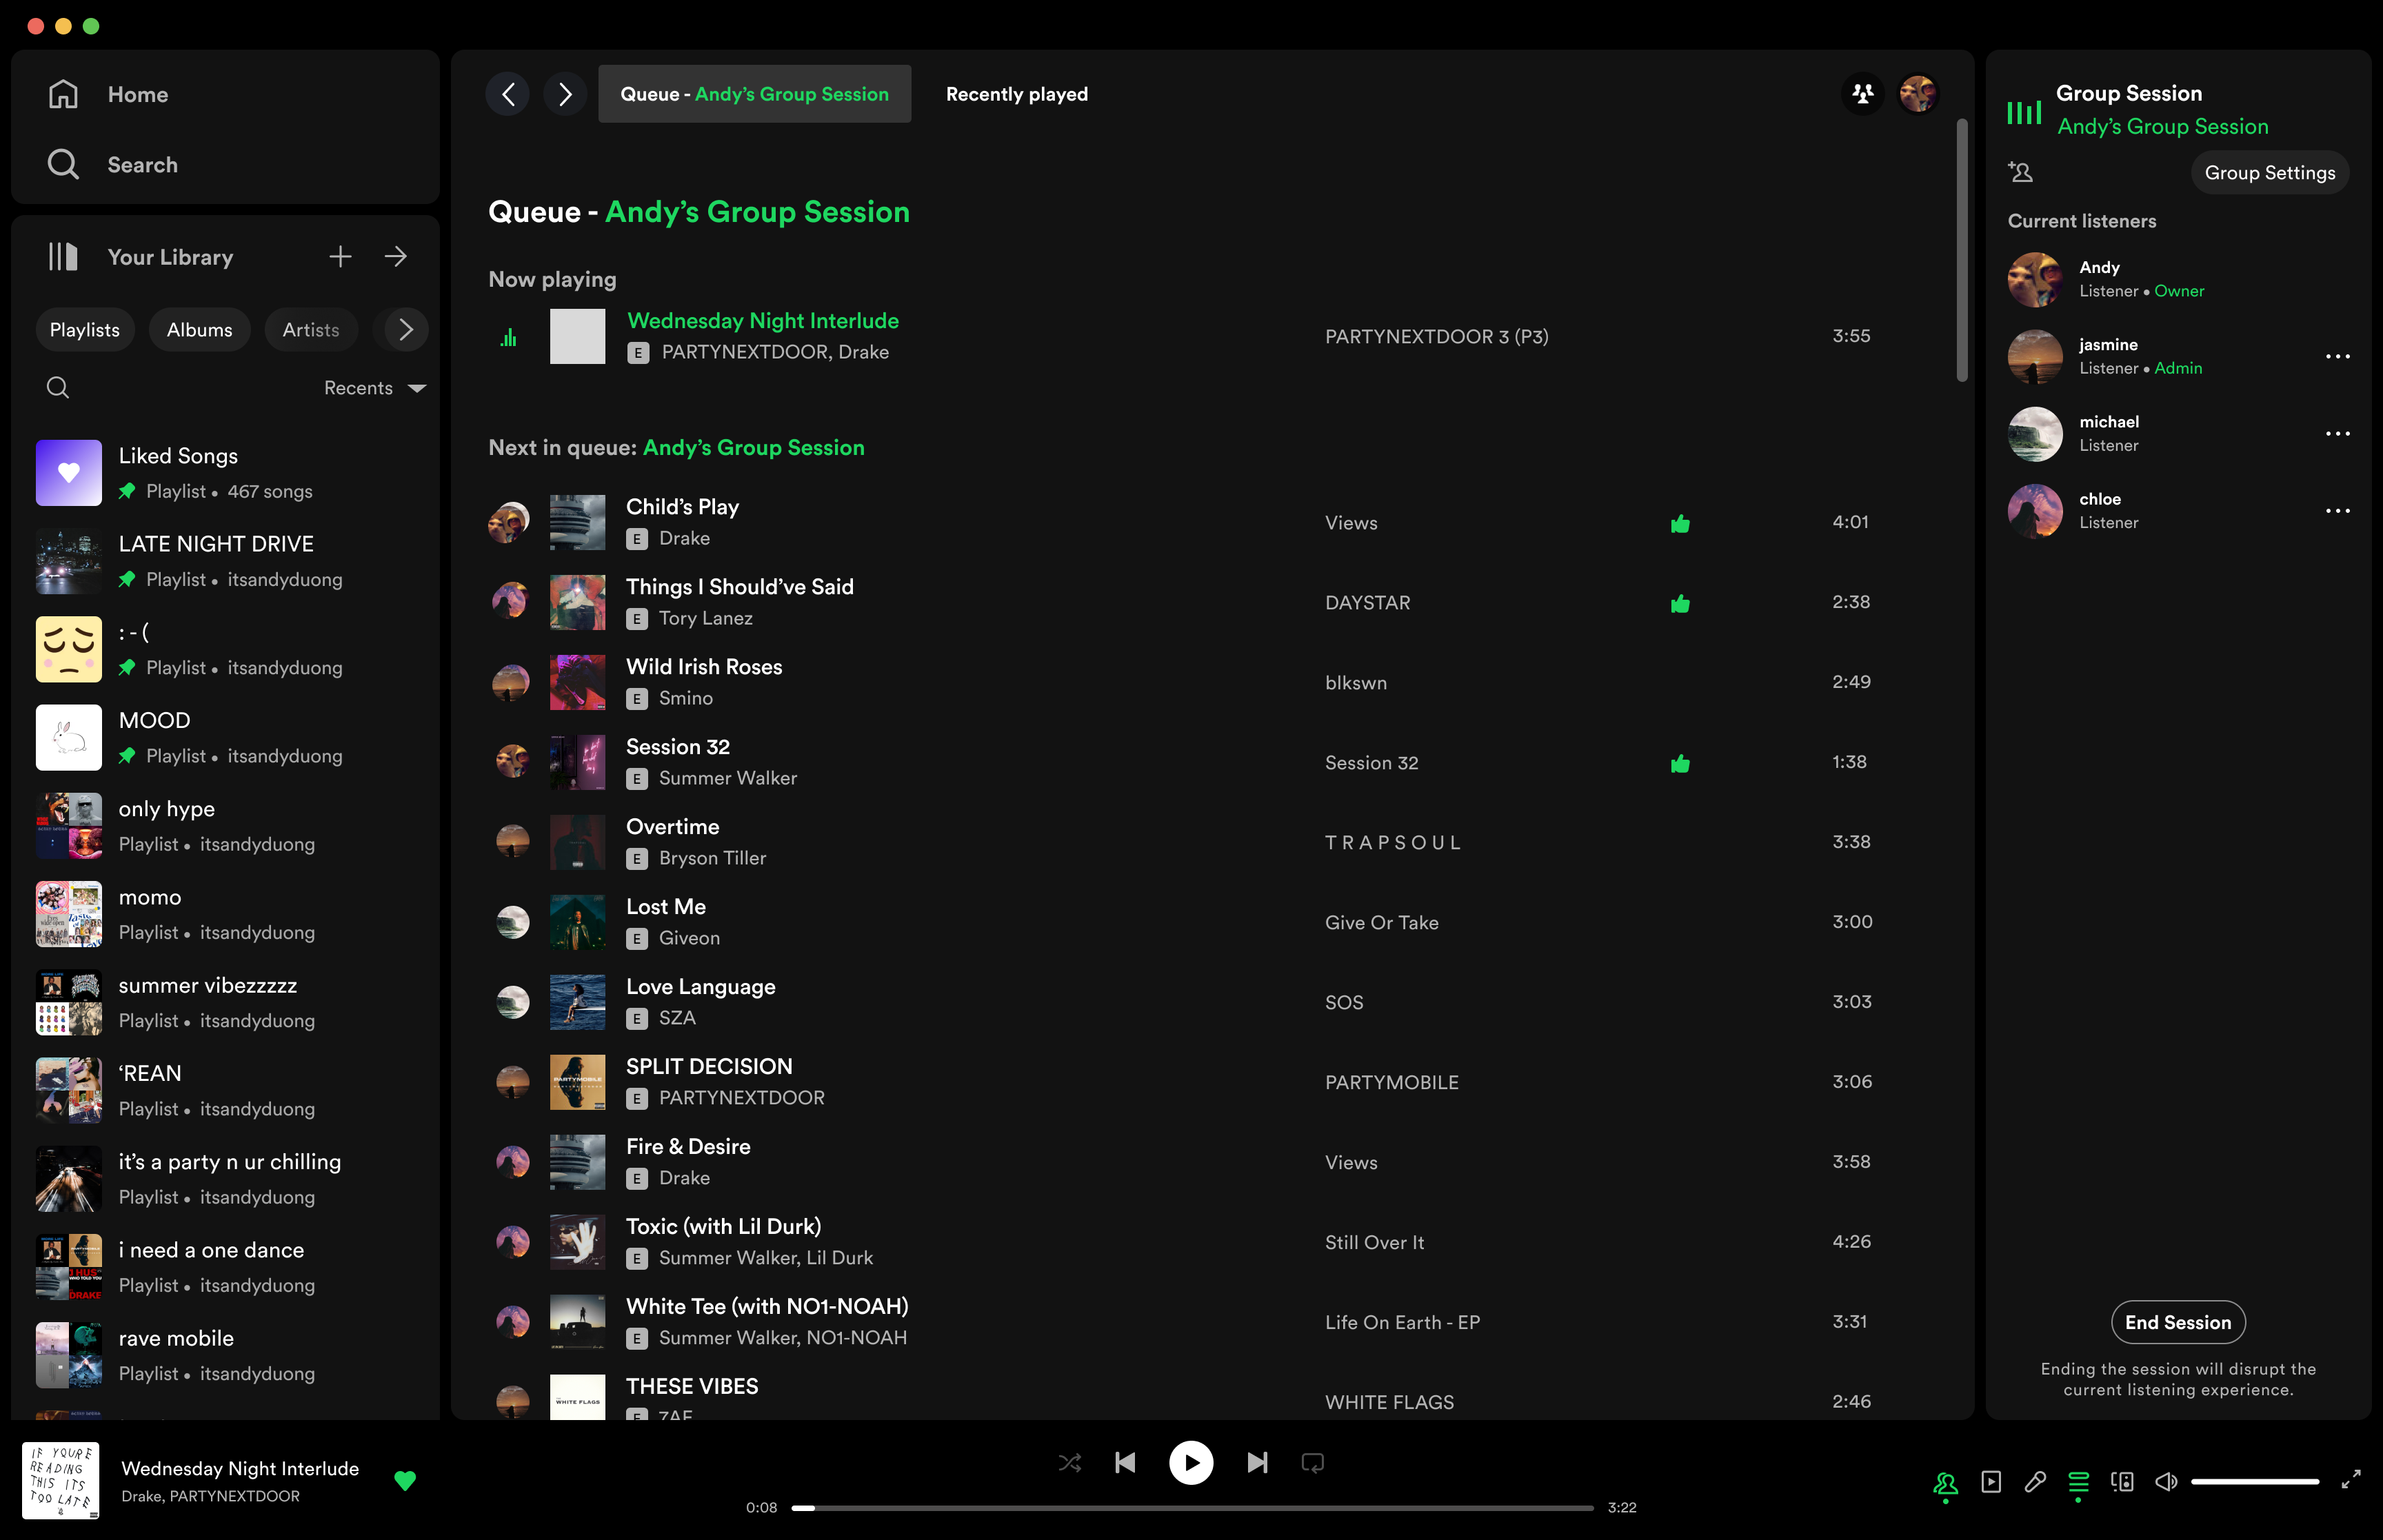 Home
Search
Your Library
Playlists
Albums
Artists
Recents
Liked Songs
Playlist • 467 songs
LATE NIGHT DRIVE
Playlist • itsandyduong
: - (
Playlist • itsandyduong
MOOD
Playlist • itsandyduong
only hype
Playlist • itsandyduong
momo
Playlist • itsandyduong
summer vibezzzzz
Playlist • itsandyduong
‘REAN
Playlist • itsandyduong
it’s a party n ur chilling
Playlist • itsandyduong
i need a one dance
Playlist • itsandyduong
rave mobile
Playlist • itsandyduong
Queue - Andy’s Group Session
Recently played
Queue - Andy’s Group Session
Now playing
Wednesday Night Interlude
E PARTYNEXTDOOR, Drake
PARTYNEXTDOOR 3 (P3)
3:55
Next in queue: Andy’s Group Session
Child’s Play
E Drake
Views
4:01
Things I Should’ve Said
E Tory Lanez
DAYSTAR
2:38
Wild Irish Roses
E Smino
blkswn
2:49
Session 32
E Summer Walker
Session 32
1:38
Overtime
E Bryson Tiller
T R A P S O U L
3:38
Lost Me
E Giveon
Give Or Take
3:00
Love Language
E SZA
SOS
3:03
SPLIT DECISION
E PARTYNEXTDOOR
PARTYMOBILE
3:06
PARTYMOBILE
Fire & Desire
E Drake
Views
3:58
Toxic (with Lil Durk)
E Summer Walker, Lil Durk
Still Over It
4:26
White Tee (with NO1-NOAH)
E Summer Walker, NO1-NOAH
Life On Earth - EP
3:31
THESE VIBES
WHITE FLAGS
2:46
WHITE FLAGS
Group Session
Andy’s Group Session
Group Settings
Current listeners
Andy
Listener • Owner
jasmine
Listener • Admin
michael
Listener
chloe
Listener
End Session
Ending the session will disrupt the
current listening experience.
IF YOURE
READING
THIS ITS
TOO LATE
Wednesday Night Interlude
Drake, PARTYNEXTDOOR
0:08
3:22